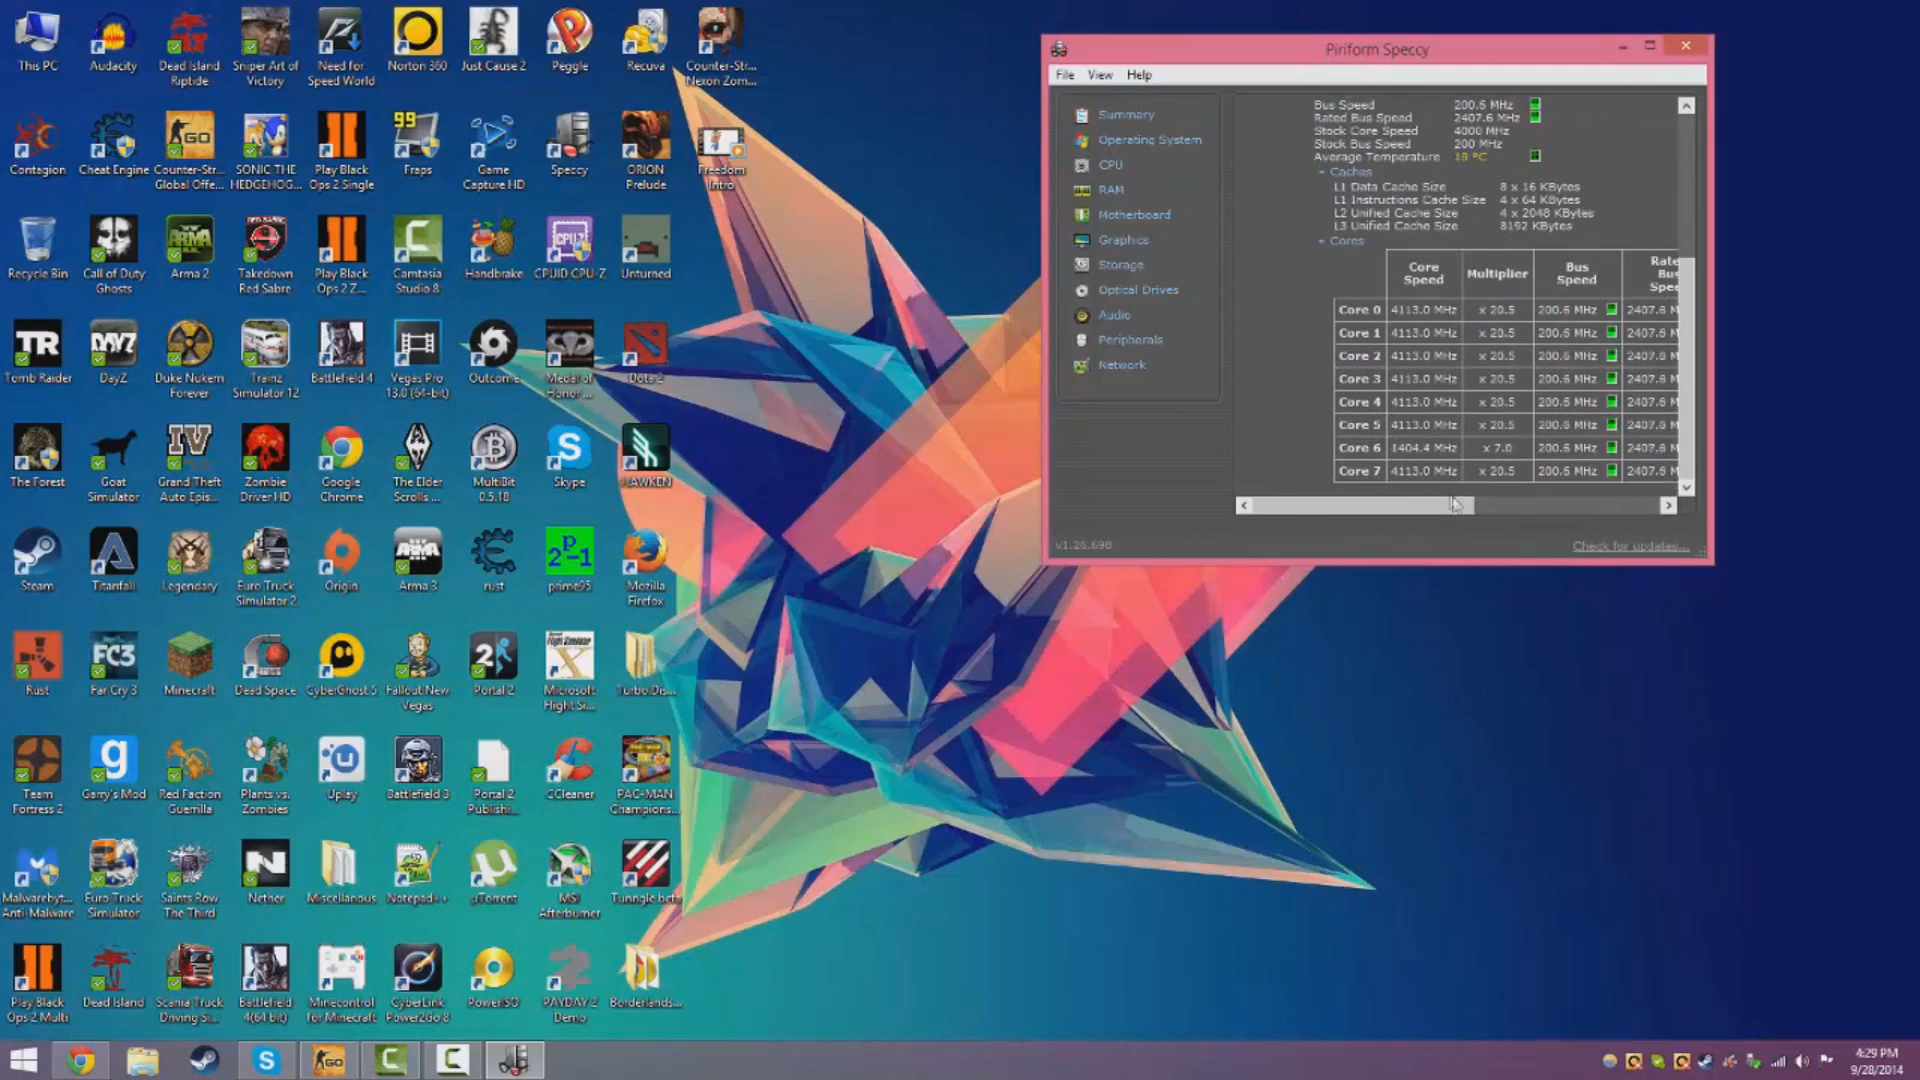 This PC
Audacity
Dead Island
Riptide
Sniper Art of
Victory
Need for
Speed World
Norton 360
Just Cause 2
Peggle
Recuva
Counter-Str...
Nexon Zom...
Contagion
Cheat Engine
Counter-Str...
Global Offe...
SONIC THE
HEDGEHOG...
Play Black
Ops 2 Single
99
Fraps
Game
Capture HD
Speccy
ORION
Prelude
Freedom
Intro
Recycle Bin
Call of Duty
Ghosts
Arma 2
Takedown
Red Sabre
Play Black
Ops 2 Z...
Camtasia
Studio 8
Handbrake
CPUID CPU-Z
Unturned
Tomb Raider
DayZ
Duke Nukem
Forever
Trainz
Simulator 12
Battlefield 4
Vegas Pro
13.0 (64-bit)
Outcome
Medal of
Honor ...
Dota 2
The Forest
Goat
Simulator
Grand Theft
Auto Epis...
Zombie
Driver HD
Google
Chrome
The Elder
Scrolls ...
MultiBit
0.5.18
Skype
HAWKEN
Steam
Titanfall
Legendary
Euro Truck
Simulator 2
Origin
Arma 3
rust
prime95
Mozilla
Firefox
Rust
Far Cry 3
Minecraft
Dead Space
CyberGhost 5
Fallout New
Vegas
Portal 2
Microsoft
Flight Si...
Turbo.Dis...
Team
Fortress 2
Garry's Mod
Red Faction
Guerrilla
Plants vs.
Zombies
Uplay
Battlefield 3
Portal 2
Publishi...
CCleaner
PAC-MAN
Champions...
Malwarebyt...
Anti-Malware
Euro Truck
Simulator
Saints Row
The Third
Nether
Miscellanous
Notepad++
µTorrent
MSI
Afterburner
Tunngle beta
Play Black
Ops 2 Multi
Dead Island
Scania Truck
Driving Si...
Battlefield
4(64 bit)
Minecontrol
for Minecraft
CyberLink
Power2Go 8
PowerISO
PAYDAY 2
Demo
Borderlands...
Piriform Speccy
File View Help
Summary
Operating System
CPU
RAM
Motherboard
Graphics
Storage
Optical Drives
Audio
Peripherals
Network
Bus Speed 200.6 MHz
Rated Bus Speed 2407.6 MHz
Stock Core Speed 4000 MHz
Stock Bus Speed 200 MHz
Average Temperature 18 °C
Caches
L1 Data Cache Size 8 x 16 KBytes
L1 Instructions Cache Size 4 x 64 KBytes
L2 Unified Cache Size 4 x 2048 KBytes
L3 Unified Cache Size 8192 KBytes
Cores
Core Speed Multiplier Bus Speed Rate Bus Spee
Core 0 4113.0 MHz x 20.5 200.6 MHz 2407.6 M
Core 1 4113.0 MHz x 20.5 200.6 MHz 2407.6 M
Core 2 4113.0 MHz x 20.5 200.6 MHz 2407.6 M
Core 3 4113.0 MHz x 20.5 200.6 MHz 2407.6 M
Core 4 4113.0 MHz x 20.5 200.6 MHz 2407.6 M
Core 5 4113.0 MHz x 20.5 200.6 MHz 2407.6 M
Core 6 1404.4 MHz x 7.0 200.6 MHz 2407.6 M
Core 7 4113.0 MHz x 20.5 200.6 MHz 2407.6 M
v1.26.698
Check for updates...
4:29 PM
9/28/2014